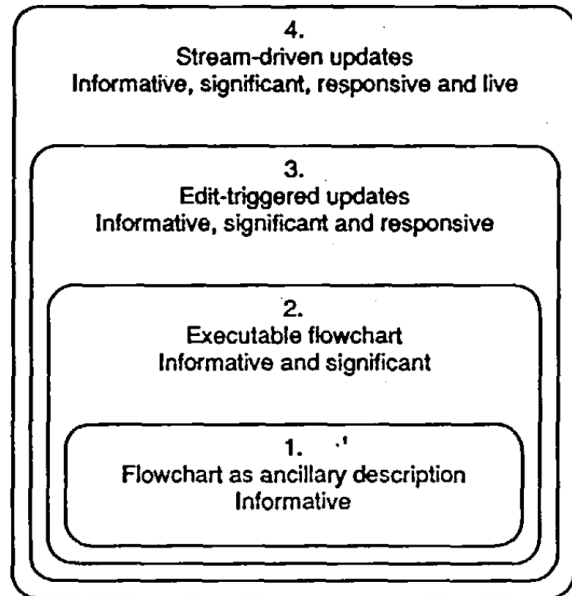 4.
Stream-driven updates
Informative, significant, responsive and live
3.
Edit-triggered updates
Informative, significant and responsive
2.
Executable flowchart
Informative and significant
1.
Flowchart as ancillary description
Informative